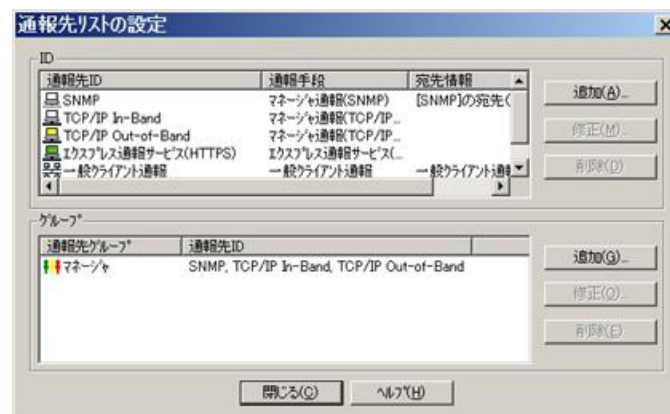 通報先リストの設定
ID
通報先ID 通報手段 宛先情報
SNMP マネージャ通報(SNMP) [SNMP]の宛先(
TCP/IP In-Band マネージャ通報(TCP/IP...
TCP/IP Out-of-Band マネージャ通報(TCP/IP...
エクスプレス通報サービス(HTTPS) エクスプレス通報サービス(...
一般クライアント通報 一般クライアント通報 一般クライアント通報
追加(A)...
修正(M)...
削除(D)
グループ
通報先グループ 通報先ID
マネージャ SNMP, TCP/IP In-Band, TCP/IP Out-of-Band
追加(G)...
修正(O)...
削除(E)
閉じる(C) ヘルプ(H)